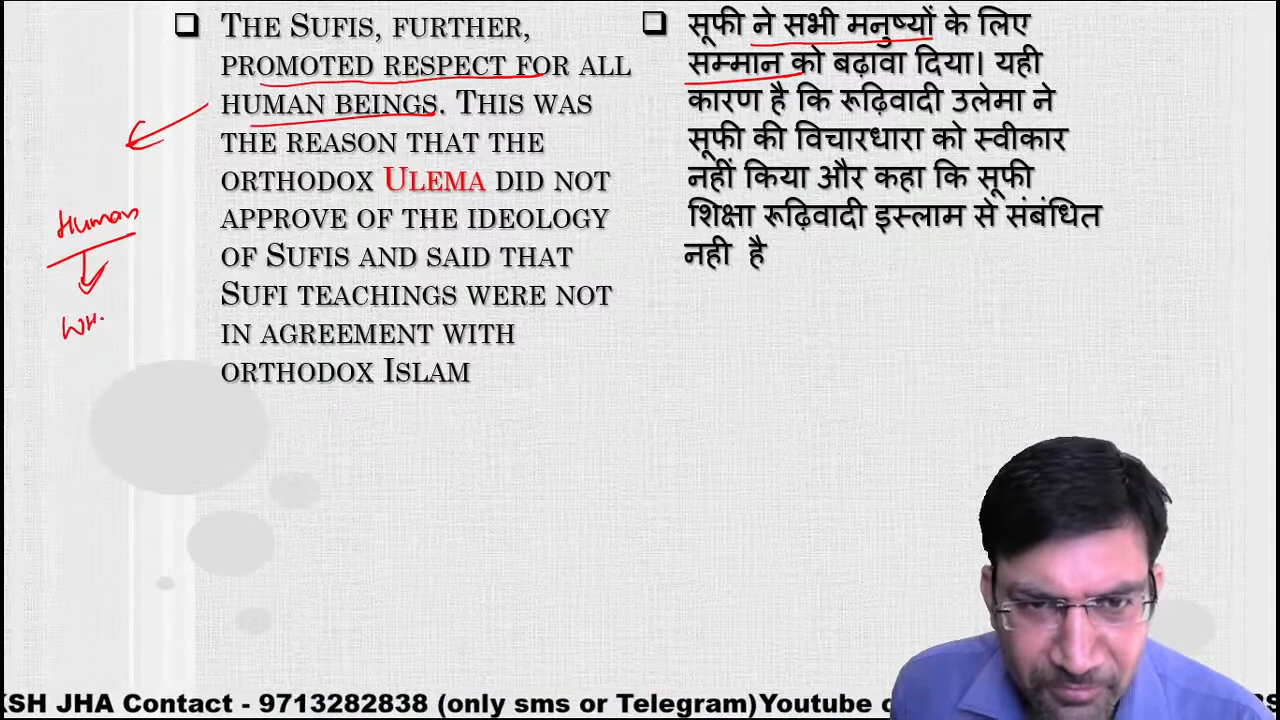 THE SUFIS, FURTHER,
PROMOTED RESPECT FOR ALL
HUMAN BEINGS. THIS WAS
THE REASON THAT THE
ORTHODOX ULEMA DID NOT
APPROVE OF THE IDEOLOGY
OF SUFIS AND SAID THAT
SUFI TEACHINGS WERE NOT
IN AGREEMENT WITH
ORTHODOX ISLAM
सूफी ने सभी मनुष्यों के लिए
सम्मान को बढ़ावा दिया। यही
कारण है कि रूढ़िवादी उलेमा ने
सूफी की विचारधारा को स्वीकार
नहीं किया और कहा कि सूफी
शिक्षा रूढ़िवादी इस्लाम से संबंधित
नही है
Human
KSH JHA Contact - 9713282838 (only sms or Telegram)Youtube